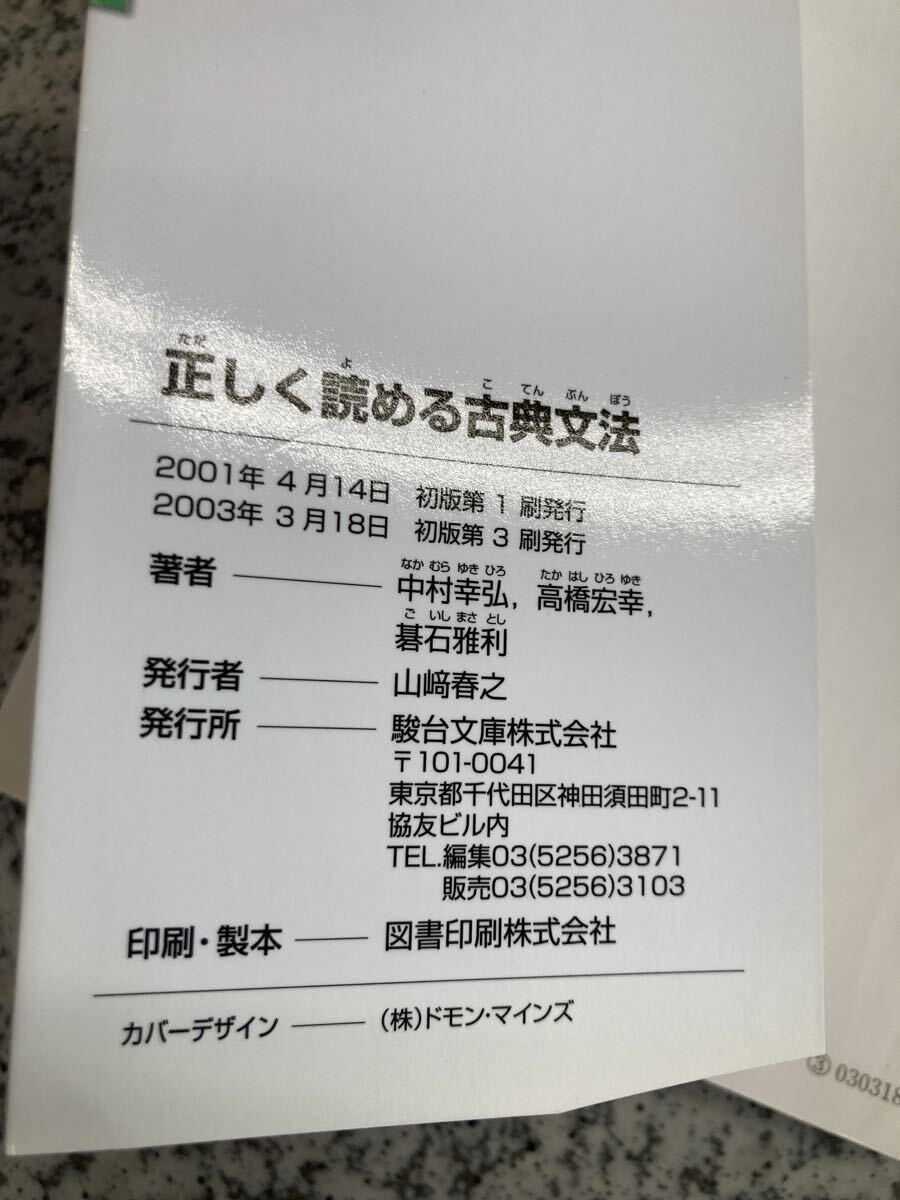 正しく読める古典文法
2001年 4月14日 初版第 1 刷発行
2003年 3月18日 初版第 3 刷発行
著者 中村幸弘, 高橋宏幸,
碁石雅利
発行者 山﨑春之
発行所 駿台文庫株式会社
〒101-0041
東京都千代田区神田須田町2-11
協友ビル内
TEL.編集03(5256)3871
販売03(5256)3103
印刷・製本 図書印刷株式会社
カバーデザイン (株)ドモン・マインズ
③ 030318